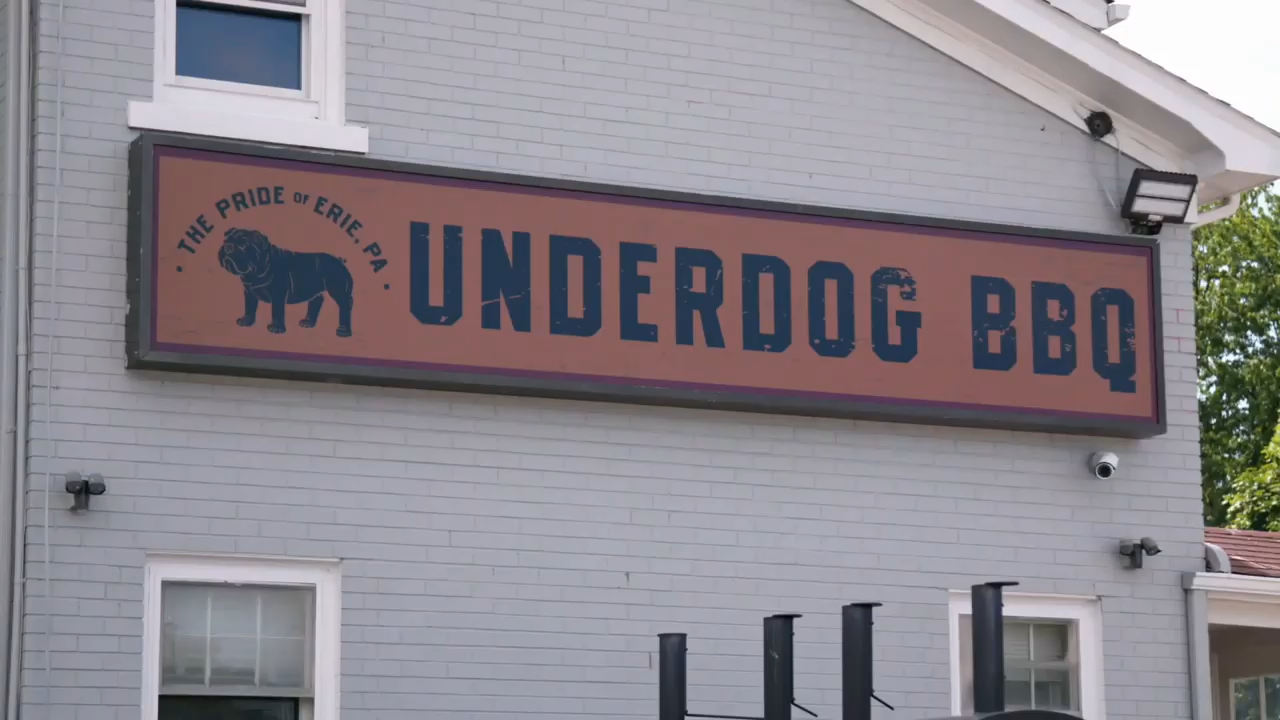 THE PRIDE OF ERIE, PA
UNDERDOG BBQ